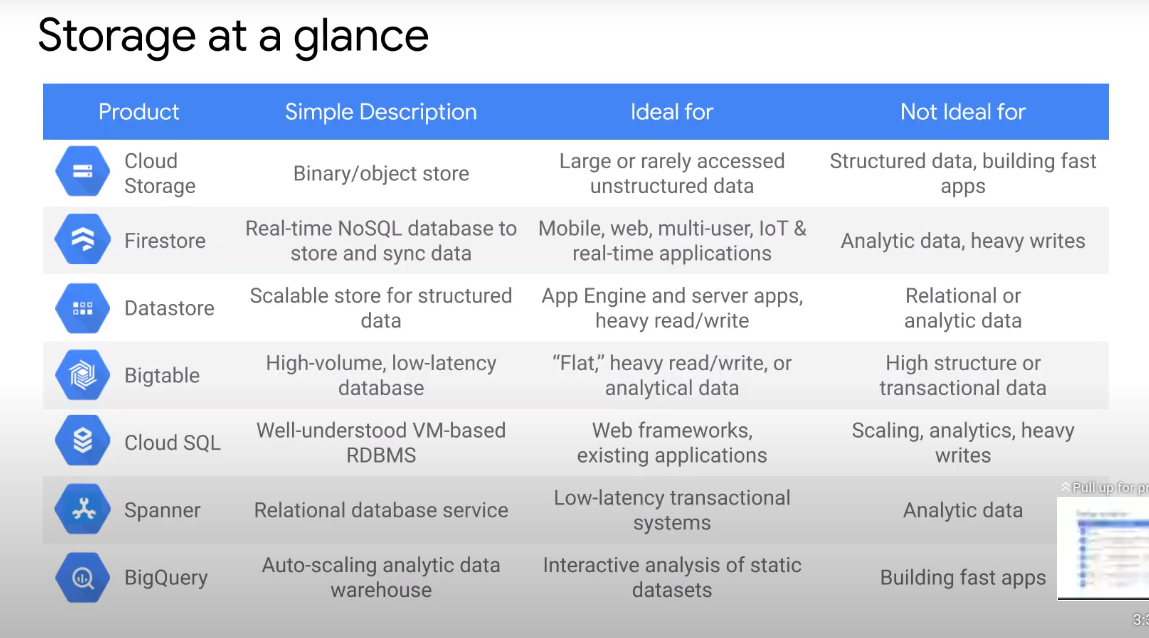 Storage at a glance
Product Simple Description Ideal for Not Ideal for
Cloud Storage
Binary/object store
Large or rarely accessed
unstructured data
Structured data, building fast
apps
Firestore
Real-time NoSQL database to
store and sync data
Mobile, web, multi-user, IoT &
real-time applications
Analytic data, heavy writes
Datastore
Scalable store for structured
data
App Engine and server apps,
heavy read/write
Relational or
analytic data
Bigtable
High-volume, low-latency
database
“Flat,” heavy read/write, or
analytical data
High structure or
transactional data
Cloud SQL
Well-understood VM-based
RDBMS
Web frameworks,
existing applications
Scaling, analytics, heavy
writes
Spanner
Relational database service
Low-latency transactional
systems
Analytic data
Pull up for
BigQuery
Auto-scaling analytic data
warehouse
Interactive analysis of static
datasets
Building fast apps